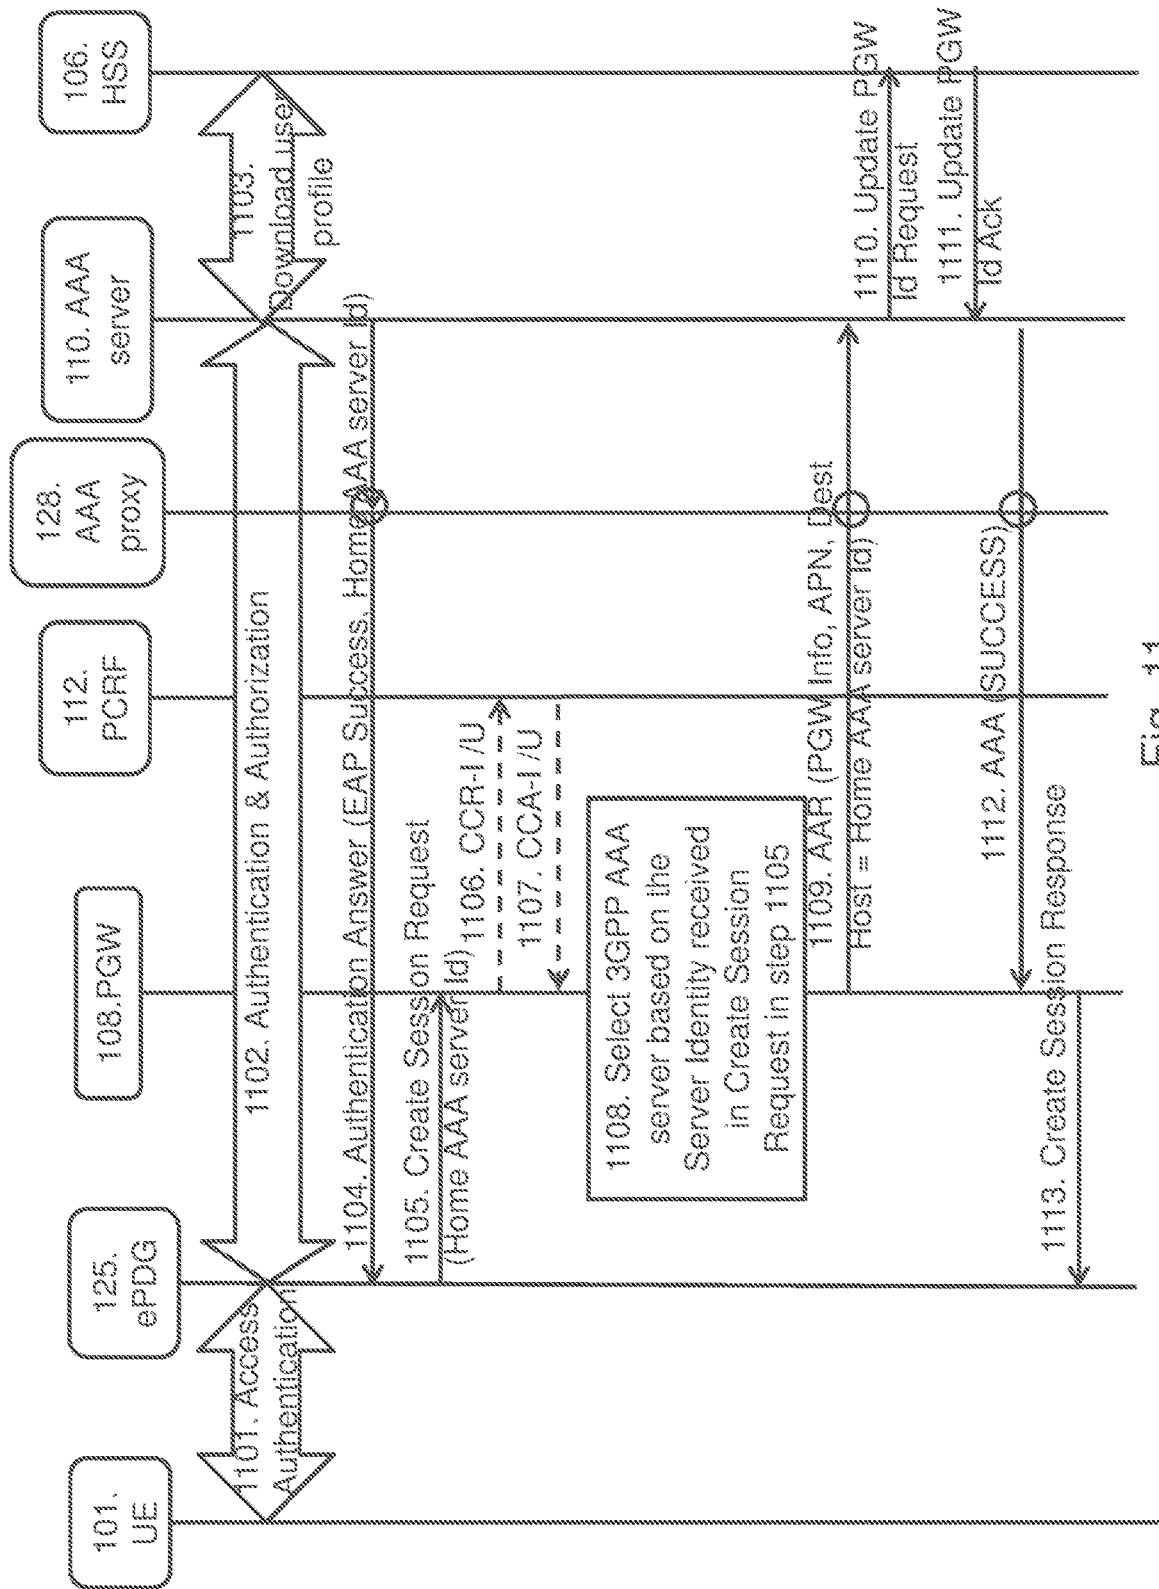 101.
UE
125.
ePDG
108.PGW
112.
PCRF
128.
AAA
proxy
110. AAA
server
106.
HSS
1101. Access
Authentication
1102. Authentication & Authorization
1103.
Download user
profile
1104. Authentication Answer (EAP Success, Home AAA server Id)
1105. Create Session Request
(Home AAA server Id)
1106. CCR-I /U
1107. CCA-I /U
1108. Select 3GPP AAA
server based on the
Server Identity received
in Create Session
Request in step 1105
1109. AAR (PGW Info, APN, Dest
Host = Home AAA server Id)
1110. Update PGW
Id Request
1111. Update PGW
Id Ack
1112. AAA (SUCCESS)
1113. Create Session Response
Fig. 11